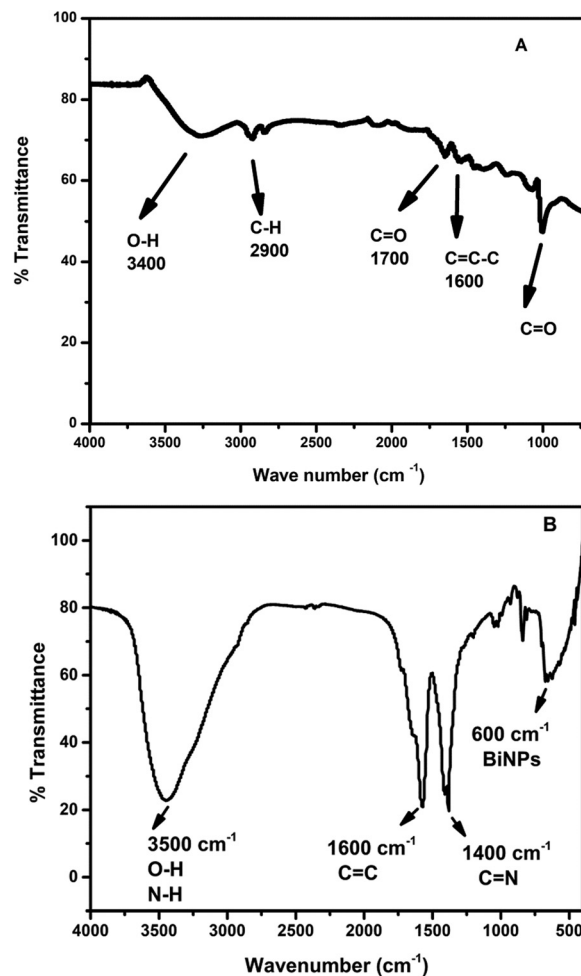 A
100
80
60
40
20
0
% Transmittance
O-H
3400
C-H
2900
C=O
1700
C=C-C
1600
C=O
4000 3500 3000 2500 2000 1500 1000
Wave number (cm⁻¹)
B
100
80
60
40
20
0
% Transmittance
3500 cm⁻¹
O-H
N-H
1600 cm⁻¹
C=C
1400 cm⁻¹
C=N
600 cm⁻¹
BiNPs
4000 3500 3000 2500 2000 1500 1000 500
Wavenumber (cm⁻¹)